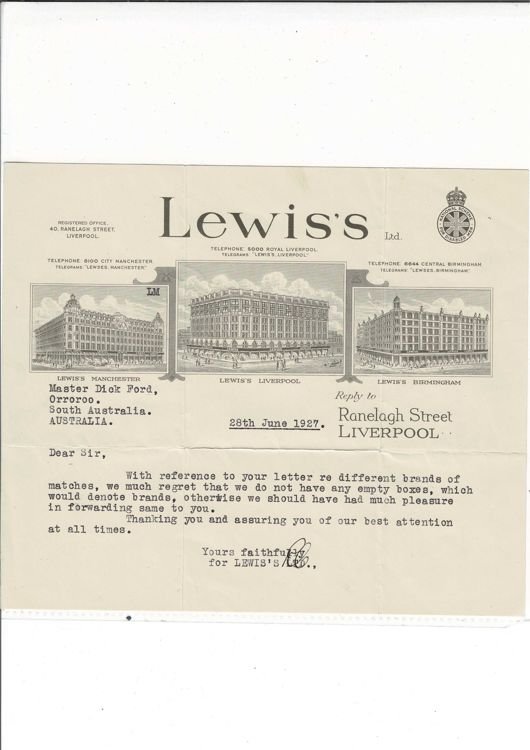 Lewis's Ltd.
REGISTERED OFFICE,
40, RANELAGH STREET,
LIVERPOOL.
TELEPHONE: 5000 ROYAL LIVERPOOL.
TELEGRAMS: "LEWIS'S, LIVERPOOL."
TELEPHONE: 8100 CITY MANCHESTER.
TELEGRAMS: "LEWSES, MANCHESTER."
TELEPHONE: 6644 CENTRAL BIRMINGHAM.
TELEGRAMS: "LEWSES, BIRMINGHAM."
LM
LEWIS'S MANCHESTER
LEWIS'S LIVERPOOL
LEWIS'S BIRMINGHAM
Master Dick Ford,
Orroroo.
South Australia.
AUSTRALIA.
28th June 1927.
Reply to
Ranelagh Street
LIVERPOOL
Dear Sir,
With reference to your letter re different brands of
matches, we much regret that we do not have any empty boxes, which
would denote brands, otherwise we should have had much pleasure
in forwarding same to you.
Thanking you and assuring you of our best attention
at all times.
Yours faithfully
for LEWIS'S